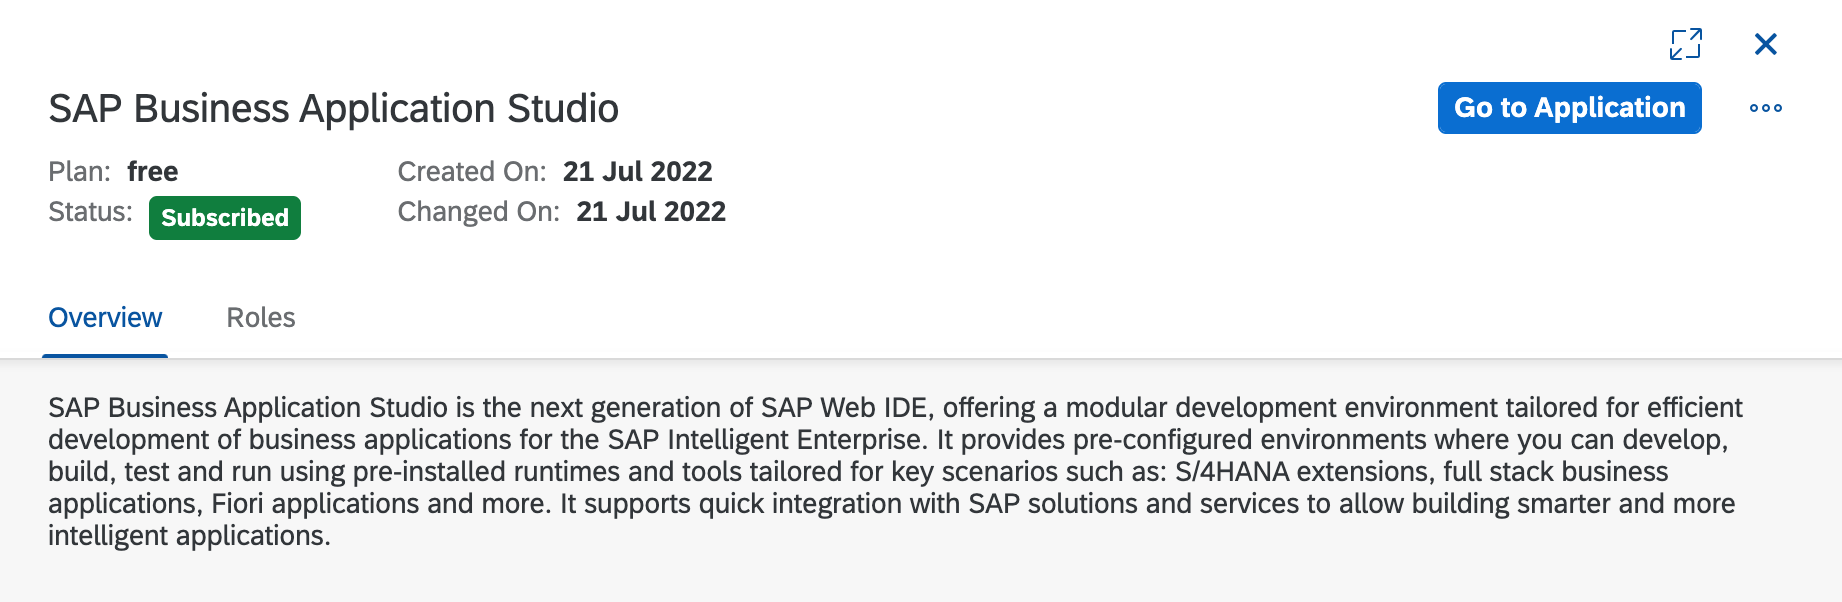 SAP Business Application Studio
Go to Application
Plan: free
Created On: 21 Jul 2022
Status: Subscribed
Changed On: 21 Jul 2022
Overview
Roles
SAP Business Application Studio is the next generation of SAP Web IDE, offering a modular development environment tailored for efficient
development of business applications for the SAP Intelligent Enterprise. It provides pre-configured environments where you can develop,
build, test and run using pre-installed runtimes and tools tailored for key scenarios such as: S/4HANA extensions, full stack business
applications, Fiori applications and more. It supports quick integration with SAP solutions and services to allow building smarter and more
intelligent applications.